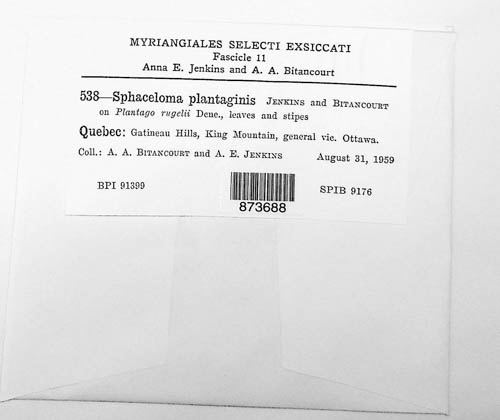 MYRIANGIALES SELECTI EXSICCATI
Fascicle 11
Anna E. Jenkins and A. A. Bitancourt
538—Sphaceloma plantaginis JENKINS and BITANCOURT
on Plantago rugelii Dene., leaves and stipes
Quebec: Gatineau Hills, King Mountain, general vic. Ottawa.
Coll.: A. A. BITANCOURT and A. E. JENKINS August 31, 1959
BPI 91399 SPIB 9176
873688